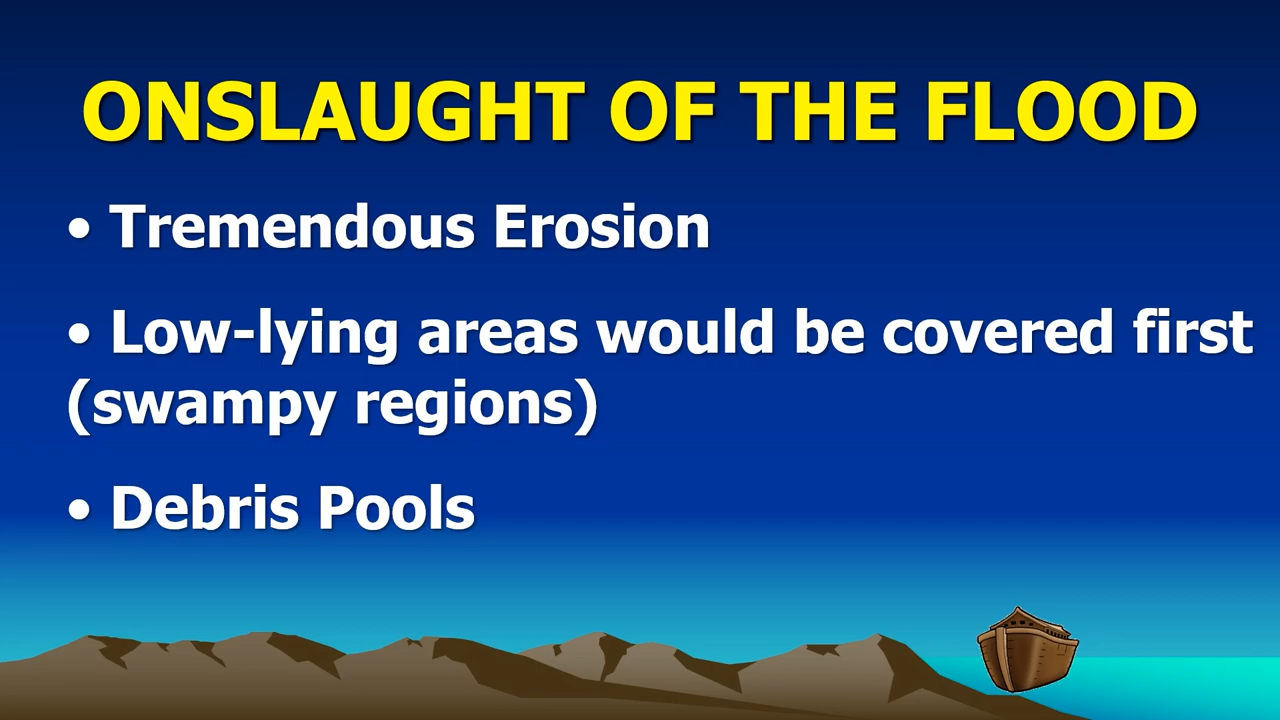 ONSLAUGHT OF THE FLOOD
• Tremendous Erosion
• Low-lying areas would be covered first
(swampy regions)
• Debris Pools